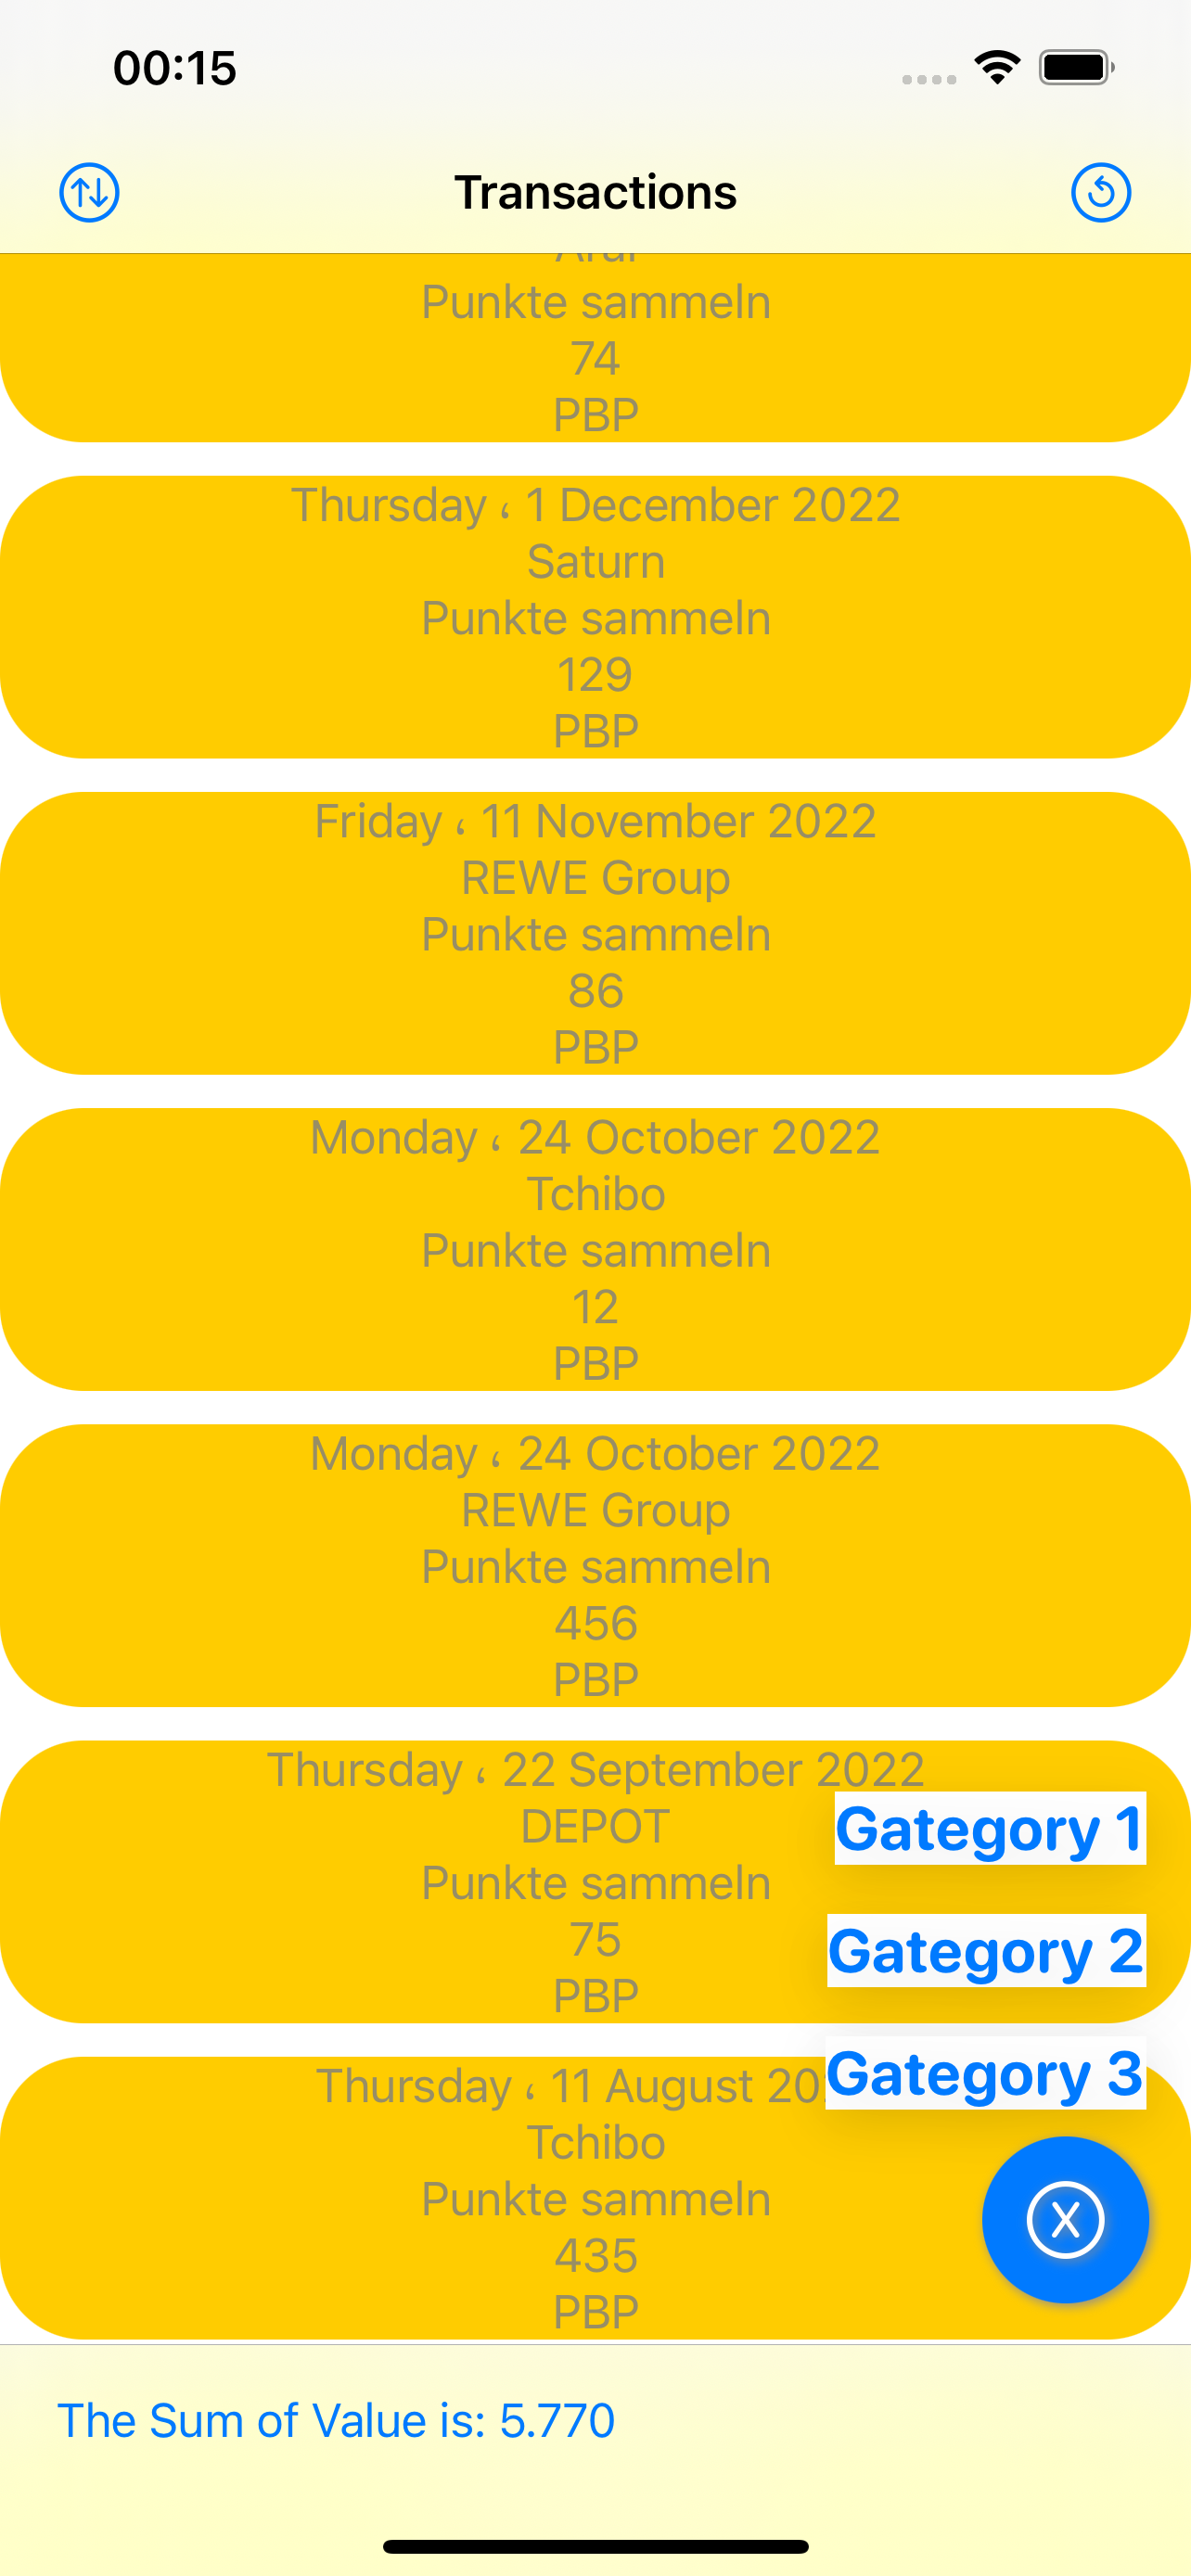 00:15
Transactions
Punkte sammeln
74
PBP
Thursday ، 1 December 2022
Saturn
Punkte sammeln
129
PBP
Friday ، 11 November 2022
REWE Group
Punkte sammeln
86
PBP
Monday ، 24 October 2022
Tchibo
Punkte sammeln
12
PBP
Monday ، 24 October 2022
REWE Group
Punkte sammeln
456
PBP
Thursday ، 22 September 2022
DEPOT
Punkte sammeln
75
PBP
Gategory 1
Gategory 2
Gategory 3
Thursday ، 11 August 20
Tchibo
Punkte sammeln
435
PBP
X
The Sum of Value is: 5.770